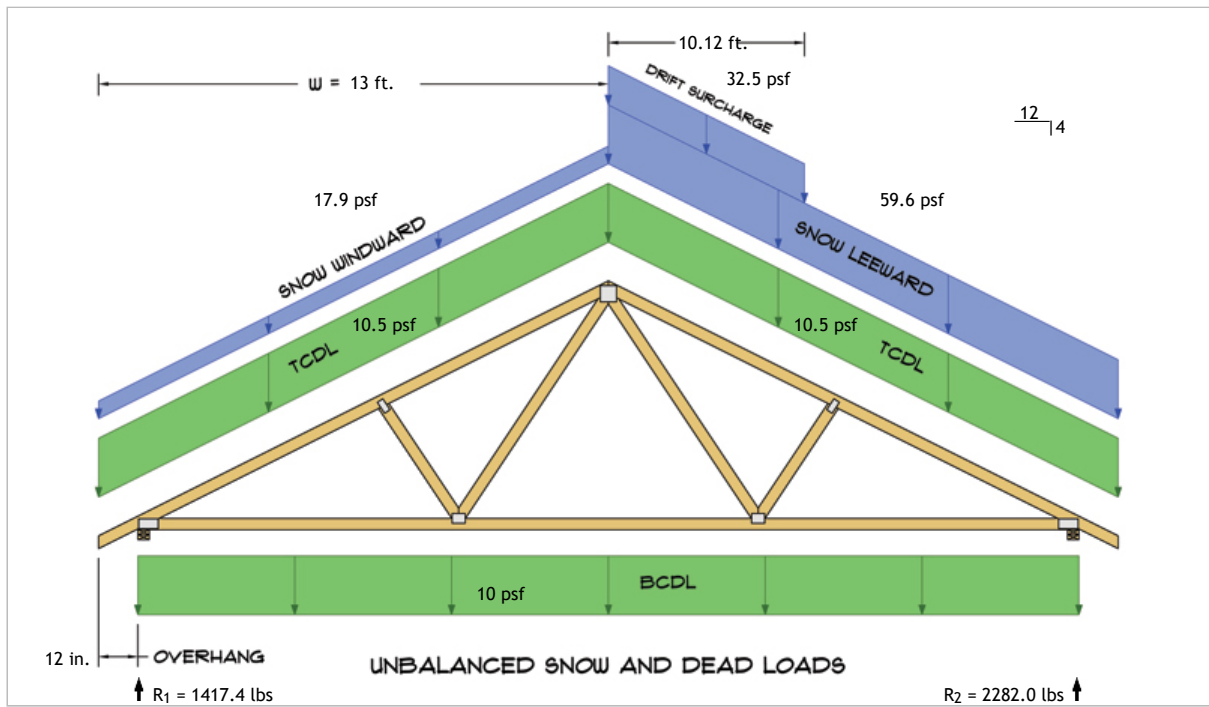 10.12 ft.
W = 13 ft.
DRIFT SURCHARGE
32.5 psf
12
4
17.9 psf
59.6 psf
SNOW WINDWARD
SNOW LEEWARD
10.5 psf
10.5 psf
TCDL
TCDL
BCDL
10 psf
12 in.
OVERHANG
UNBALANCED SNOW AND DEAD LOADS
R1 = 1417.4 lbs
R2 = 2282.0 lbs